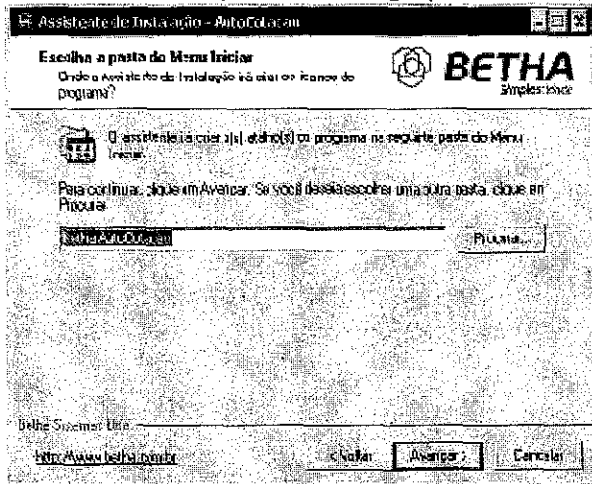 Assistente de Instalação - AutoCotacao
Escolha a pasta do Menu Iniciar
Onde o Assistente de Instalação irá criar os ícones do
programa?
BETHA
O assistente irá criar o(s) atalho(s) do programa na seguinte pasta do Menu
Iniciar.
Para continuar, clique em Avançar. Se você deseja escolher uma outra pasta, clique em
Procurar.
Betha\AutoCotacao
Procurar...
Betha Sistemas Ltda
http://www.betha.com.br
< Voltar
Avançar >
Cancelar